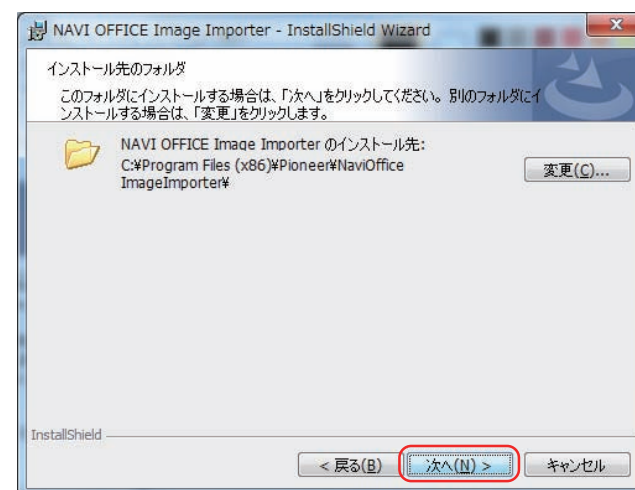 NAVI OFFICE Image Importer - InstallShield Wizard
インストール先のフォルダ
このフォルダにインストールする場合は、「次へ」をクリックしてください。別のフォルダにイ
ンストールする場合は、「変更」をクリックします。
NAVI OFFICE Image Importer のインストール先:
C:¥Program Files (x86)¥Pioneer¥NaviOffice
ImageImporter¥
変更(C)...
InstallShield
< 戻る(B)
次へ(N) >
キャンセル